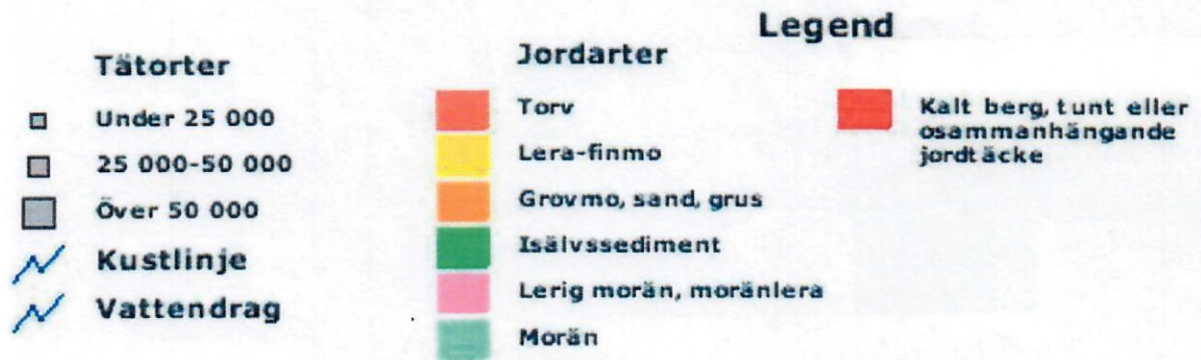 Legend
Tätorter
Under 25 000
25 000-50 000
Över 50 000
Kustlinje
Vattendrag
Jordarter
Torv
Lera-finmo
Grovmo, sand, grus
Isälvssediment
Lerig morän, moränlera
Morän
Kalt berg, tunt eller
osammanhängande
jordtäcke